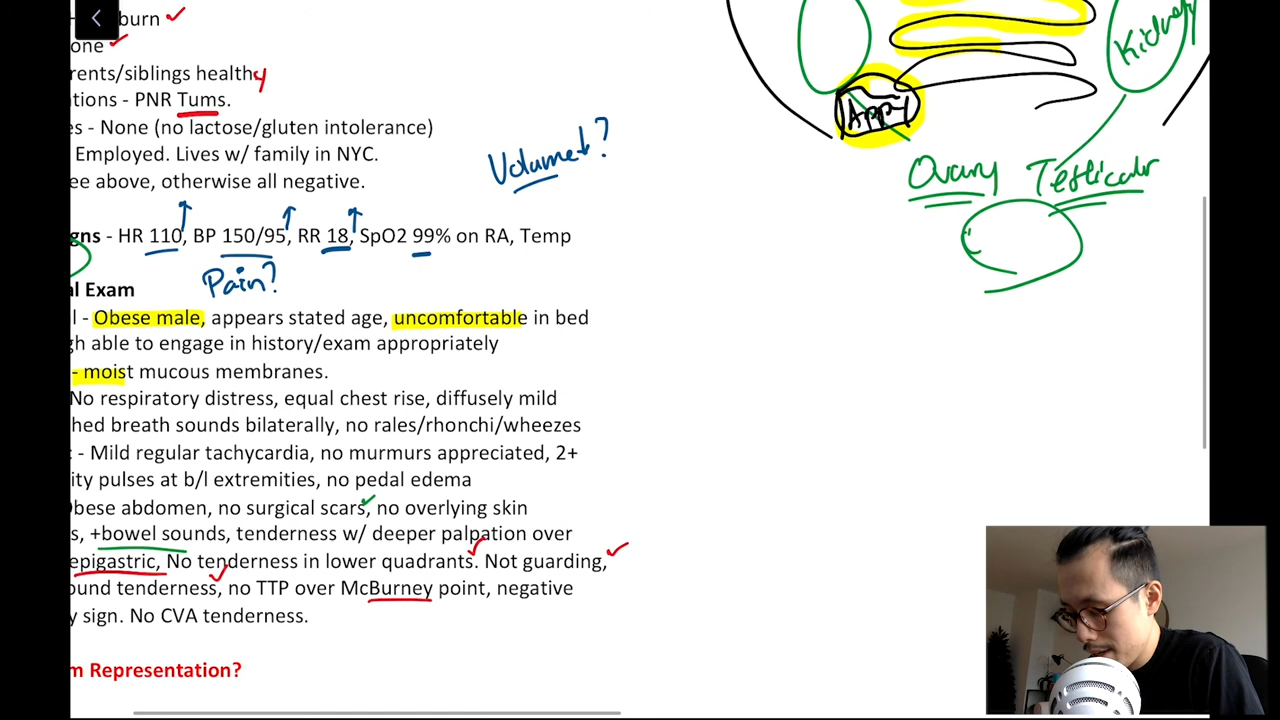 burn
one
rents/siblings healthy
tions - PNR Tums.
es - None (no lactose/gluten intolerance)
Employed. Lives w/ family in NYC.
ee above, otherwise all negative.
gns - HR 110, BP 150/95, RR 18, SpO2 99% on RA, Temp
al Exam
l - Obese male, appears stated age, uncomfortable in bed
gh able to engage in history/exam appropriately
- moist mucous membranes.
No respiratory distress, equal chest rise, diffusely mild
hed breath sounds bilaterally, no rales/rhonchi/wheezes
: - Mild regular tachycardia, no murmurs appreciated, 2+
ity pulses at b/l extremities, no pedal edema
bese abdomen, no surgical scars, no overlying skin
s, +bowel sounds, tenderness w/ deeper palpation over
epigastric, No tenderness in lower quadrants. Not guarding,
ound tenderness, no TTP over McBurney point, negative
y sign. No CVA tenderness.
m Representation?
Volume↓?
Pain?
Kidney
Appy
Ovary Testicular